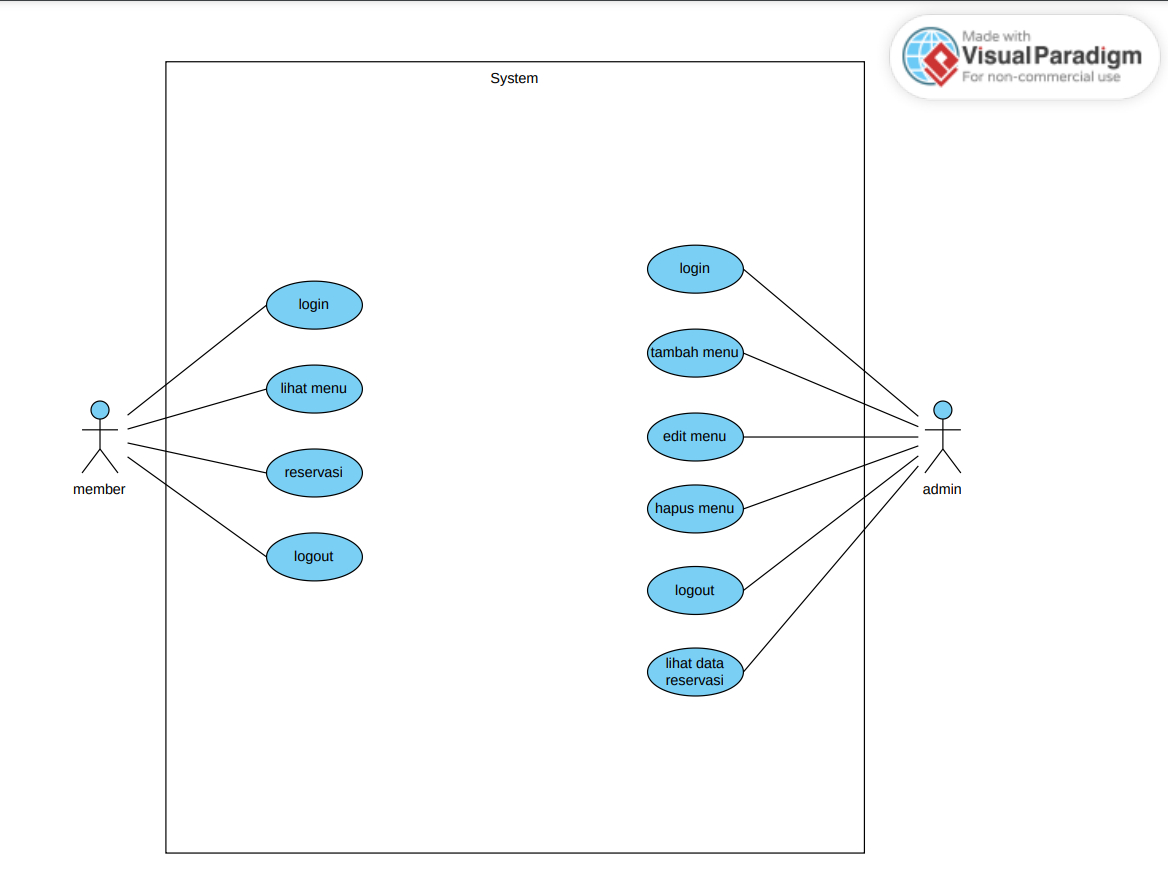 Made with
Visual Paradigm
For non-commercial use
System
login
lihat menu
reservasi
logout
member
login
tambah menu
edit menu
hapus menu
logout
lihat data
reservasi
admin